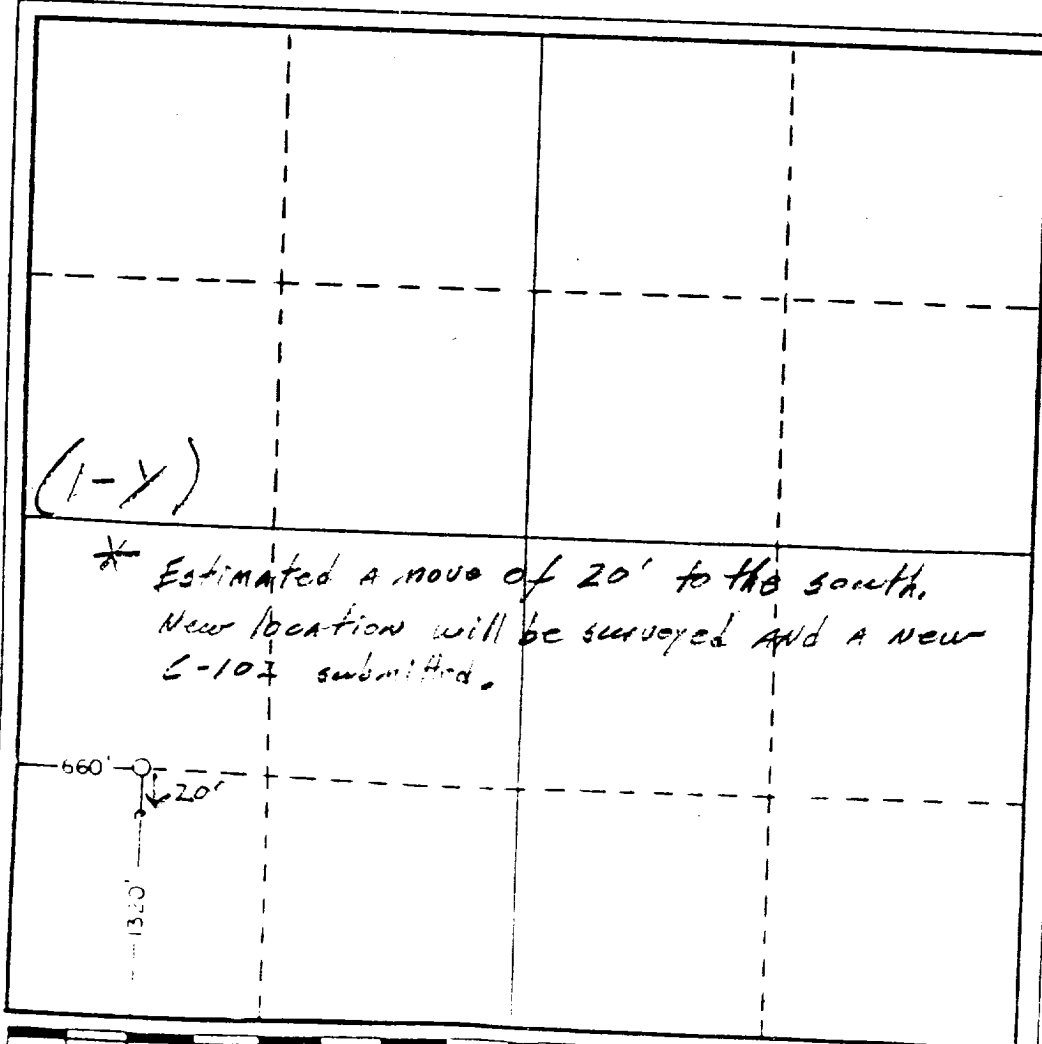 (1-Y)
* Estimated A move of 20' to the south.
New location will be surveyed AND A New
C-102 submitted.
660'
20'
1320'